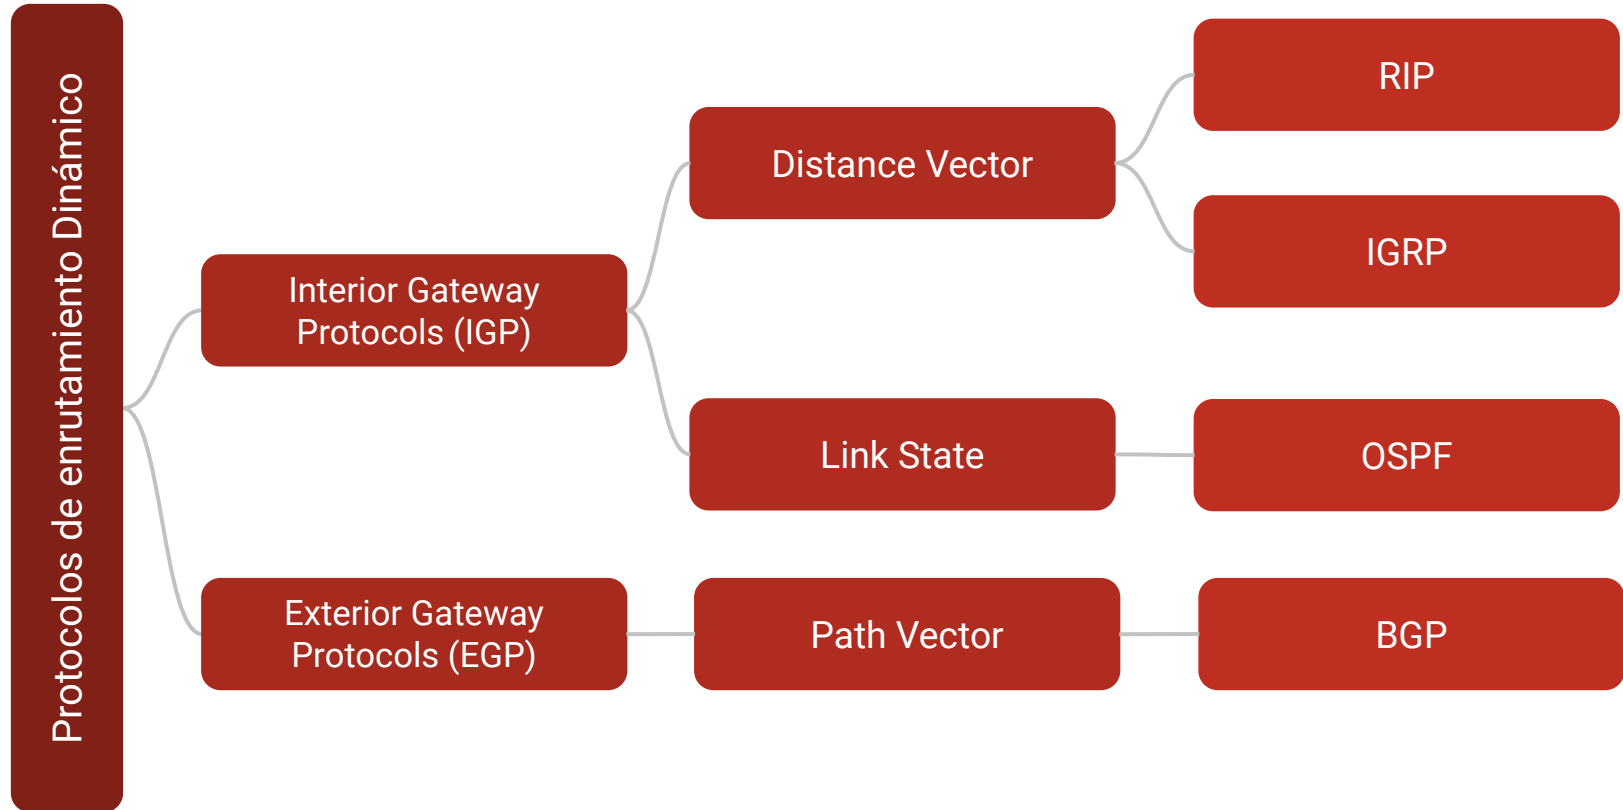 Protocolos de enrutamiento Dinámico
Interior Gateway
Protocols (IGP)
Distance Vector
RIP
IGRP
Link State
OSPF
Exterior Gateway
Protocols (EGP)
Path Vector
BGP